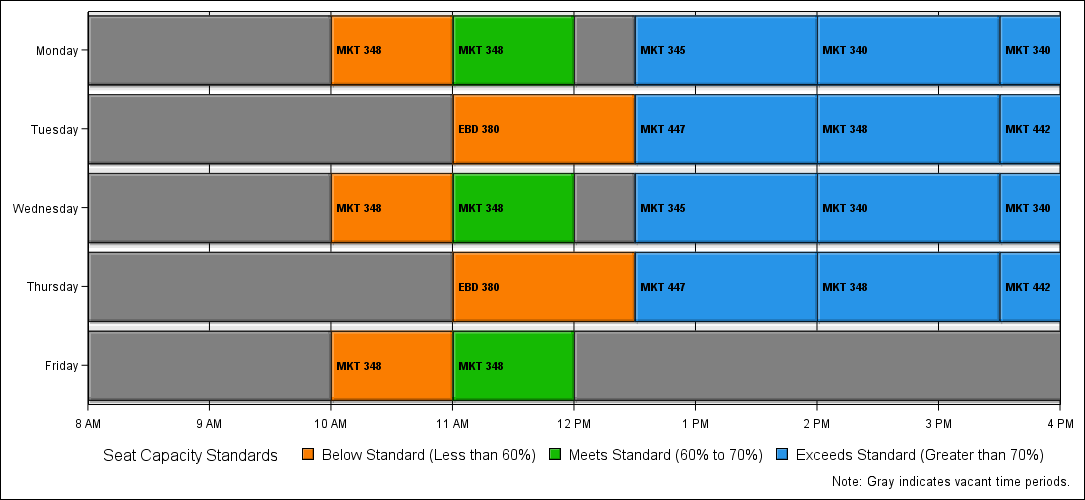 Monday MKT 348 MKT 348 MKT 345 MKT 340 MKT 340
Tuesday EBD 380 MKT 447 MKT 348 MKT 442
Wednesday MKT 348 MKT 348 MKT 345 MKT 340 MKT 340
Thursday EBD 380 MKT 447 MKT 348 MKT 442
Friday MKT 348 MKT 348
8 AM 9 AM 10 AM 11 AM 12 PM 1 PM 2 PM 3 PM 4 PM
Seat Capacity Standards Below Standard (Less than 60%) Meets Standard (60% to 70%) Exceeds Standard (Greater than 70%)
Note: Gray indicates vacant time periods.